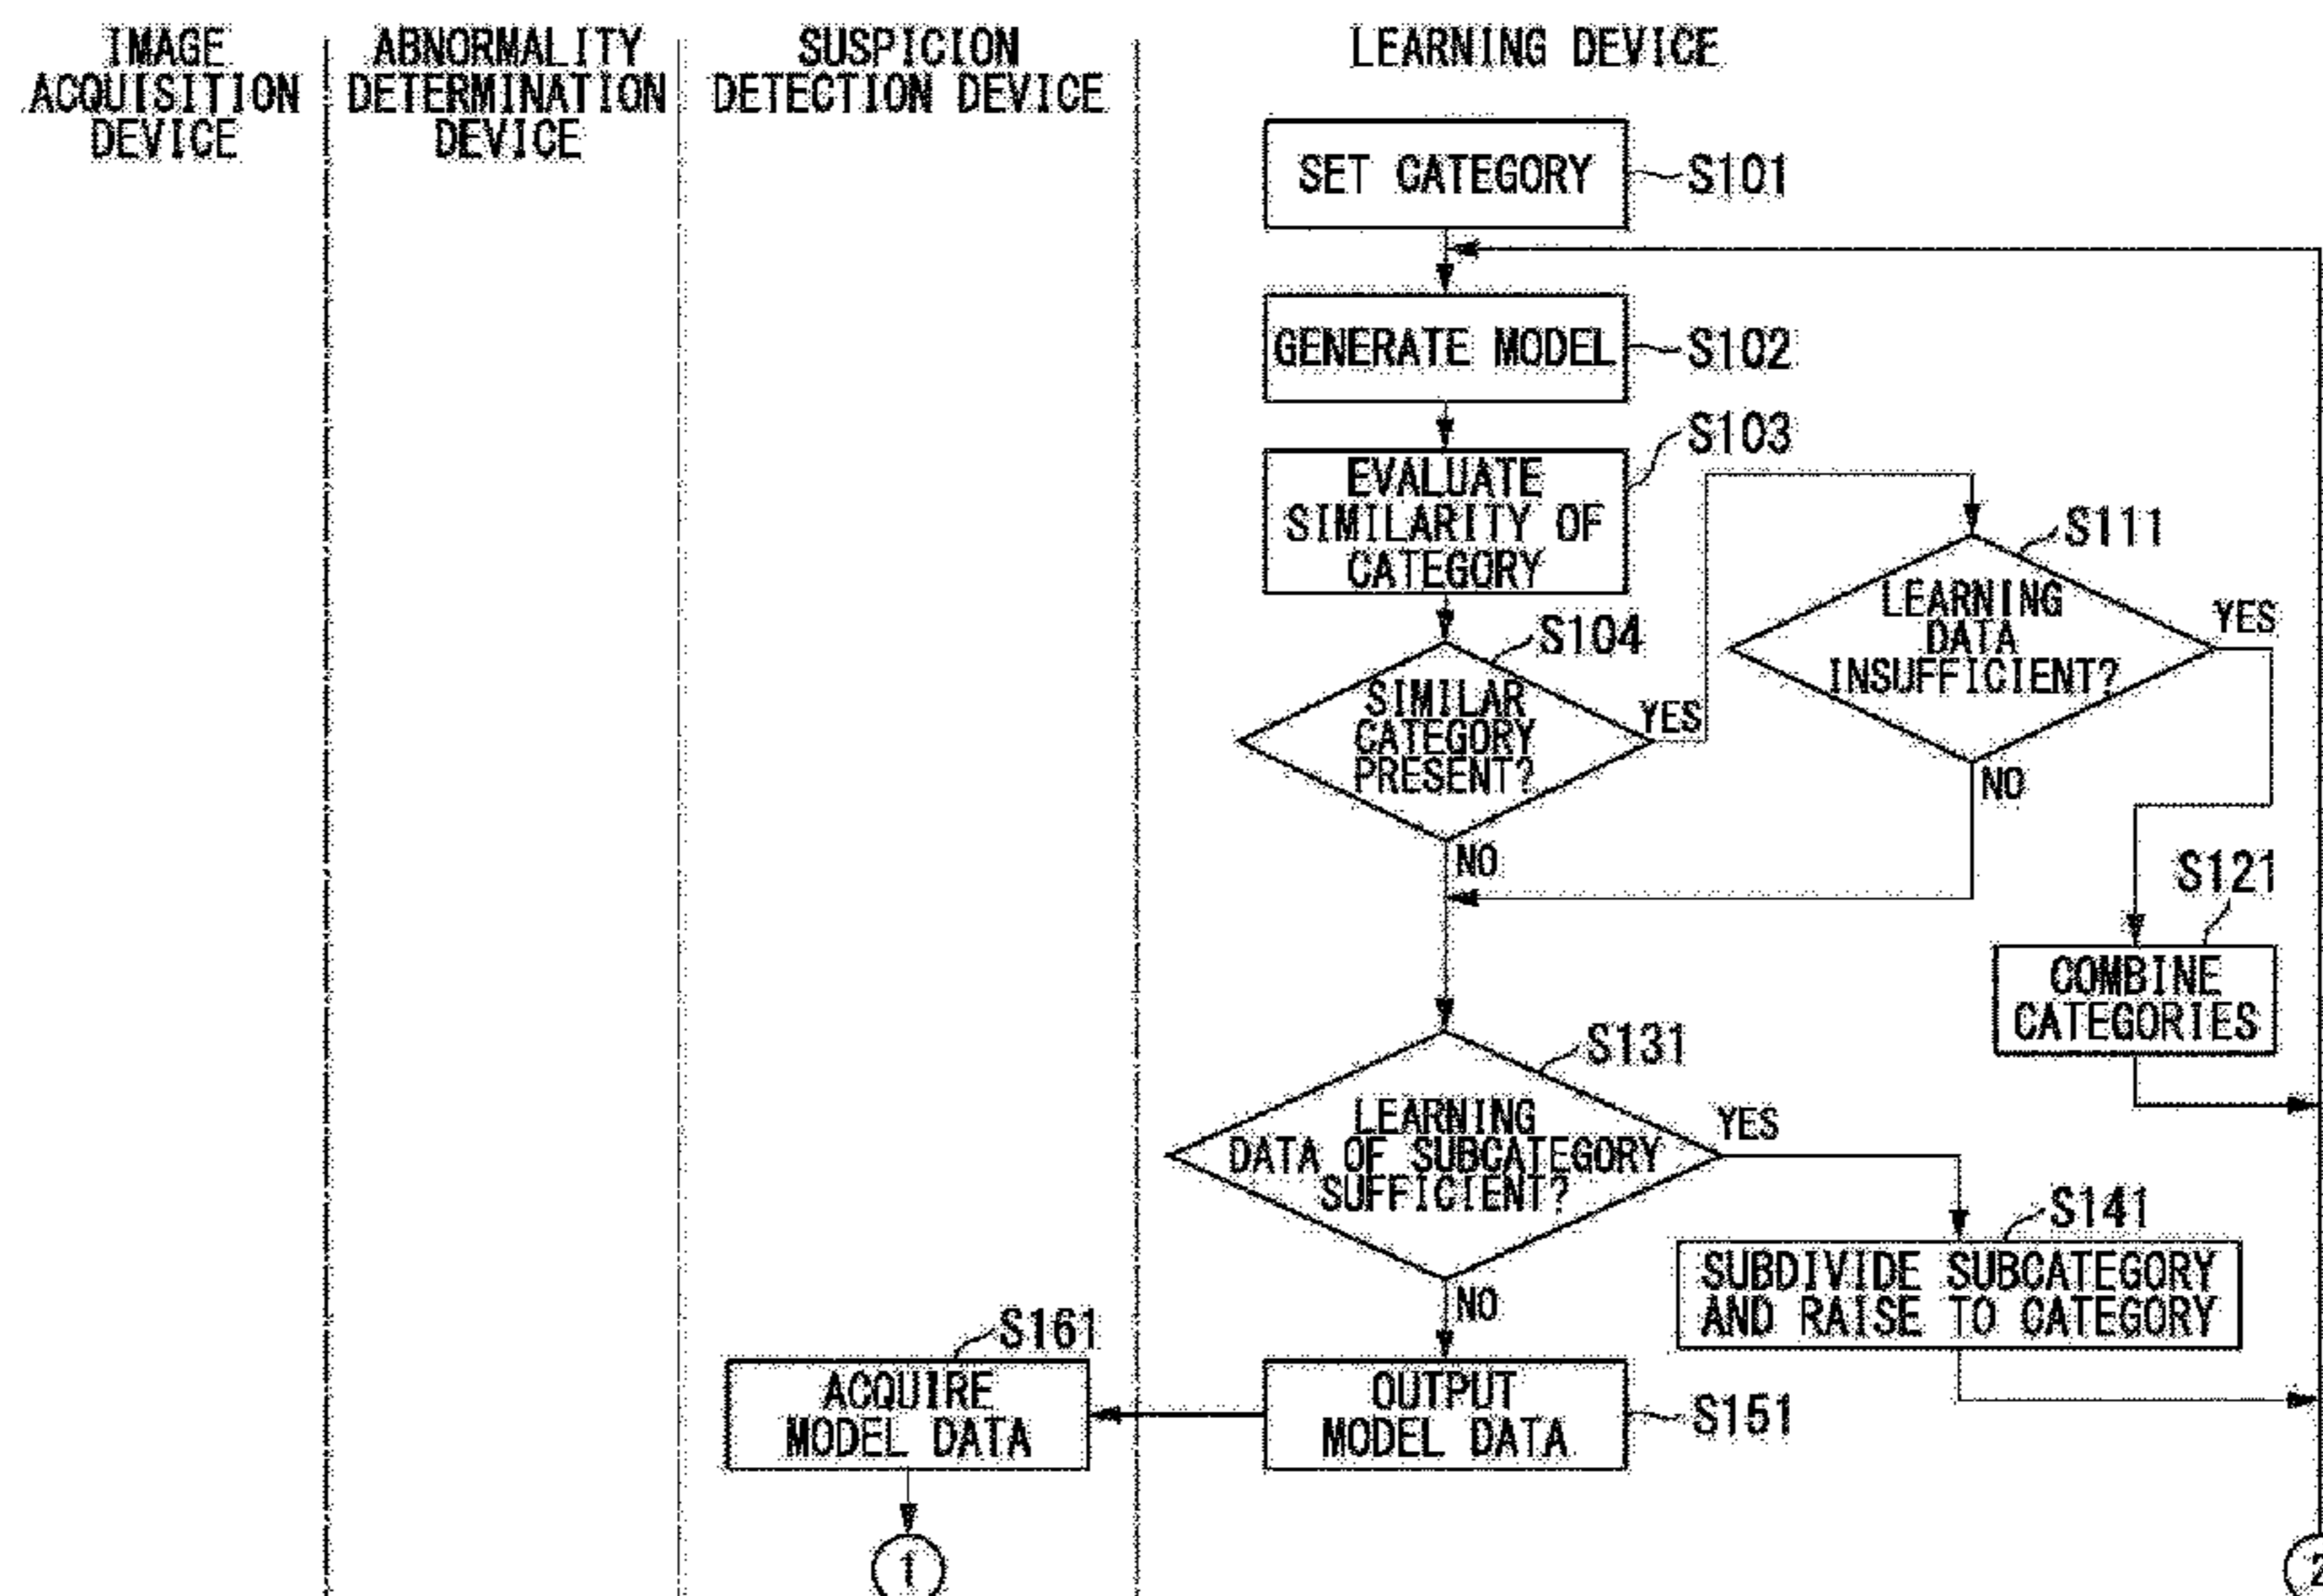 IMAGE
ACQUISITION
DEVICE
ABNORMALITY
DETERMINATION
DEVICE
SUSPICION
DETECTION DEVICE
LEARNING DEVICE
SET CATEGORY
S101
GENERATE MODEL
S102
S103
EVALUATE
SIMILARITY OF
CATEGORY
S111
LEARNING
DATA
INSUFFICIENT?
YES
NO
S104
SIMILAR
CATEGORY
PRESENT?
YES
NO
S121
COMBINE
CATEGORIES
S131
LEARNING
DATA OF SUBCATEGORY
SUFFICIENT?
YES
NO
S141
SUBDIVIDE SUBCATEGORY
AND RAISE TO CATEGORY
S161
ACQUIRE
MODEL DATA
OUTPUT
MODEL DATA
S151
1
2